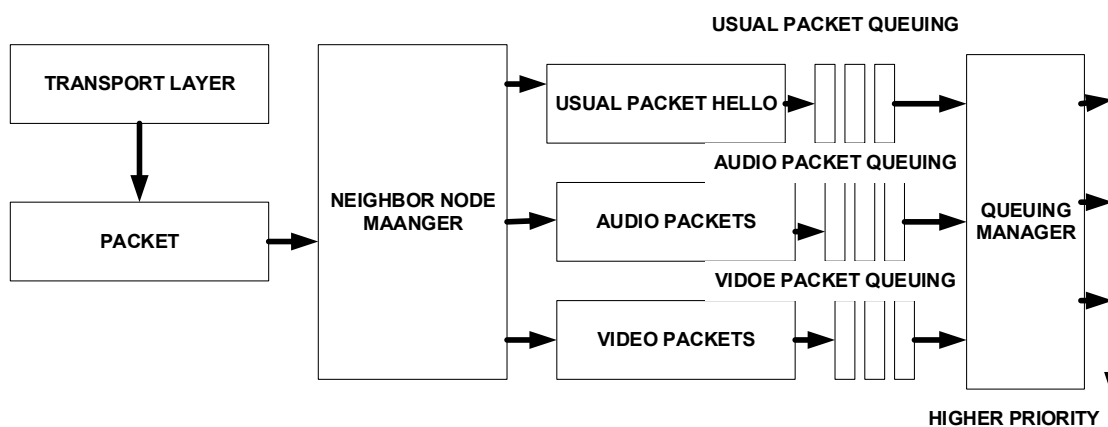 USUAL PACKET QUEUING
TRANSPORT LAYER
USUAL PACKET HELLO
AUDIO PACKET QUEUING
NEIGHBOR NODE
MAANGER
PACKET
AUDIO PACKETS
QUEUING
MANAGER
VIDOE PACKET QUEUING
VIDEO PACKETS
HIGHER PRIORITY